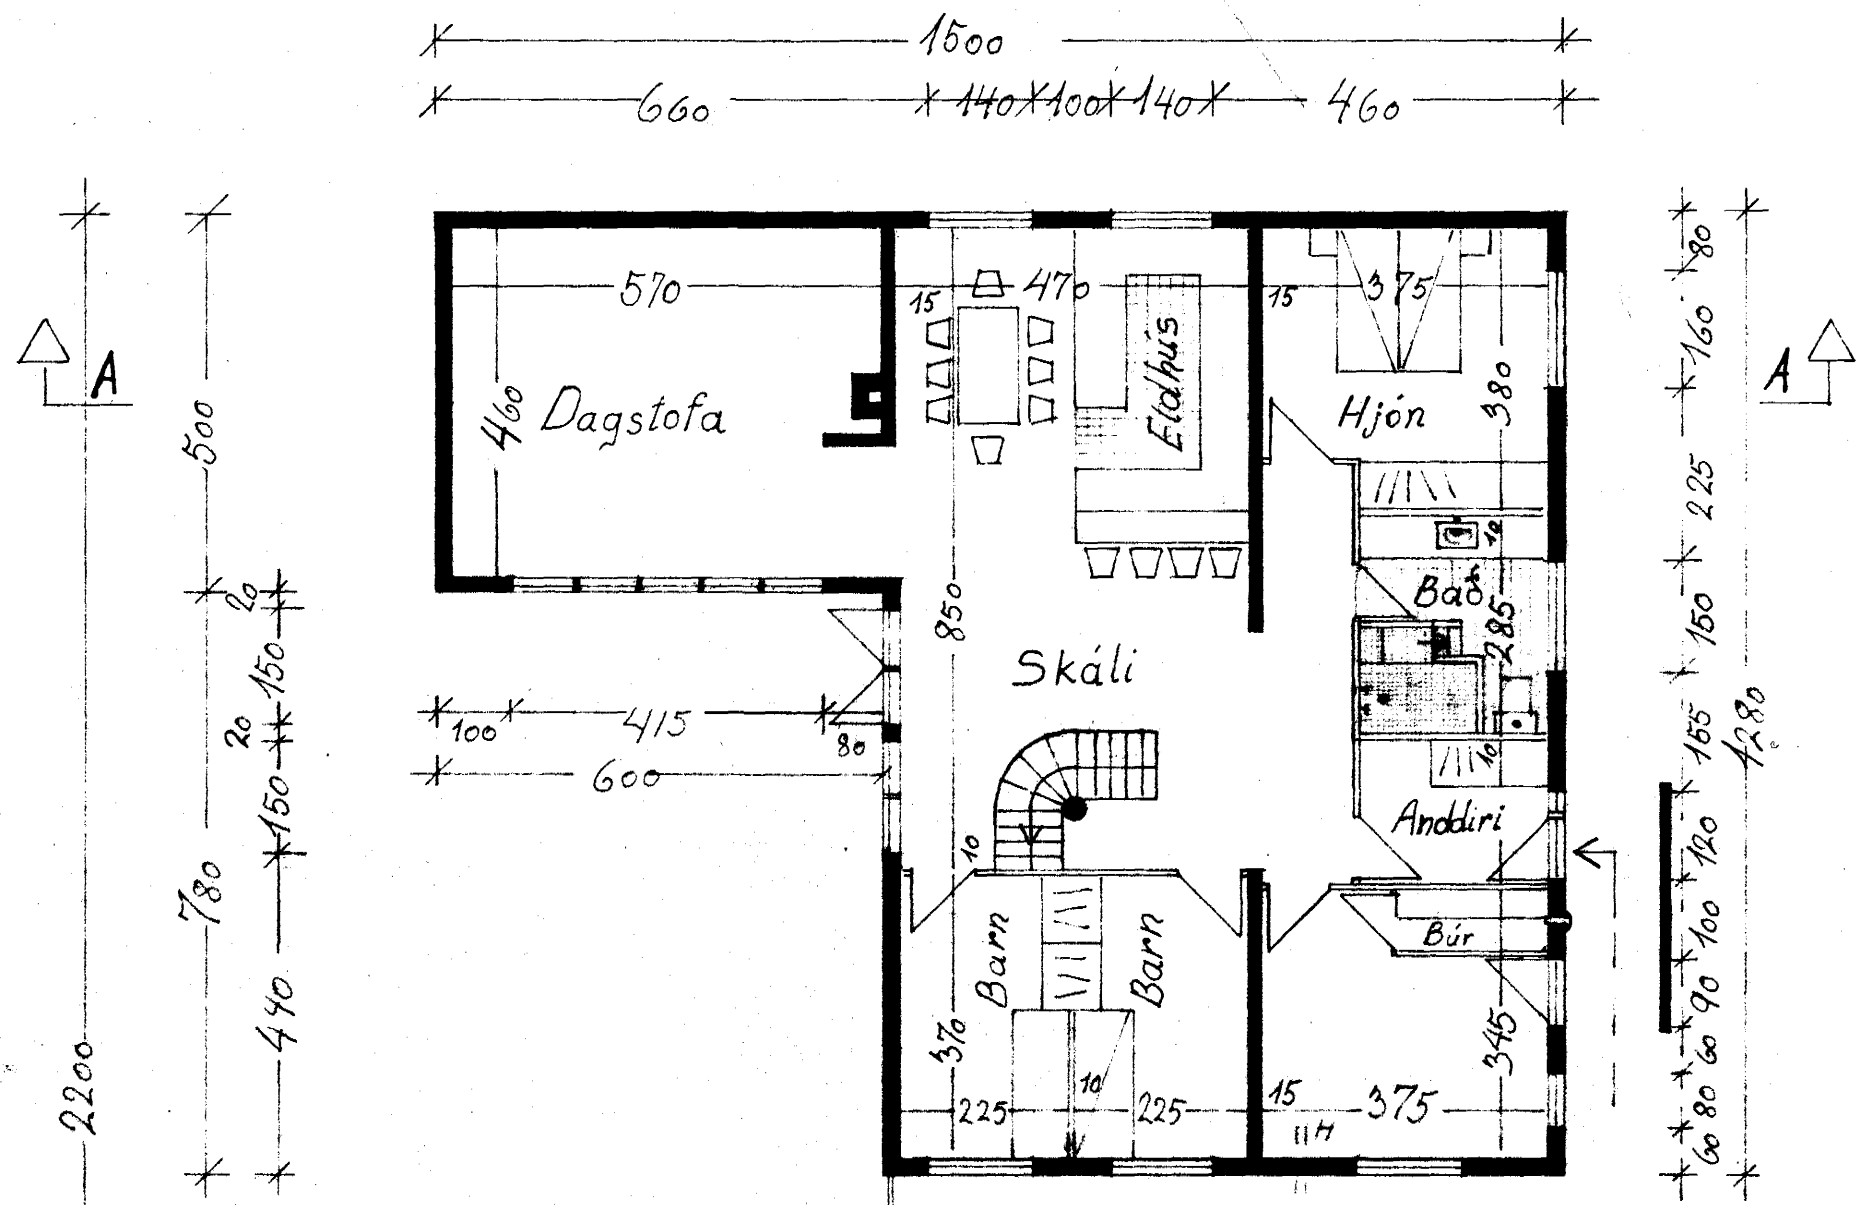 1500
660 140 100 140 460
80
570 15 470 15 375
160
A A
460 Dagstofa Eldhús Hjón 380
500
225
10
20 850 Bað 285 150
150
Skáli
20 100 415 80 155 1280
600 10
150 10 Anddiri 120
780
Barn Barn Búr 100
440 370 345 90
2200 60
10 15 375 80
225 225
60